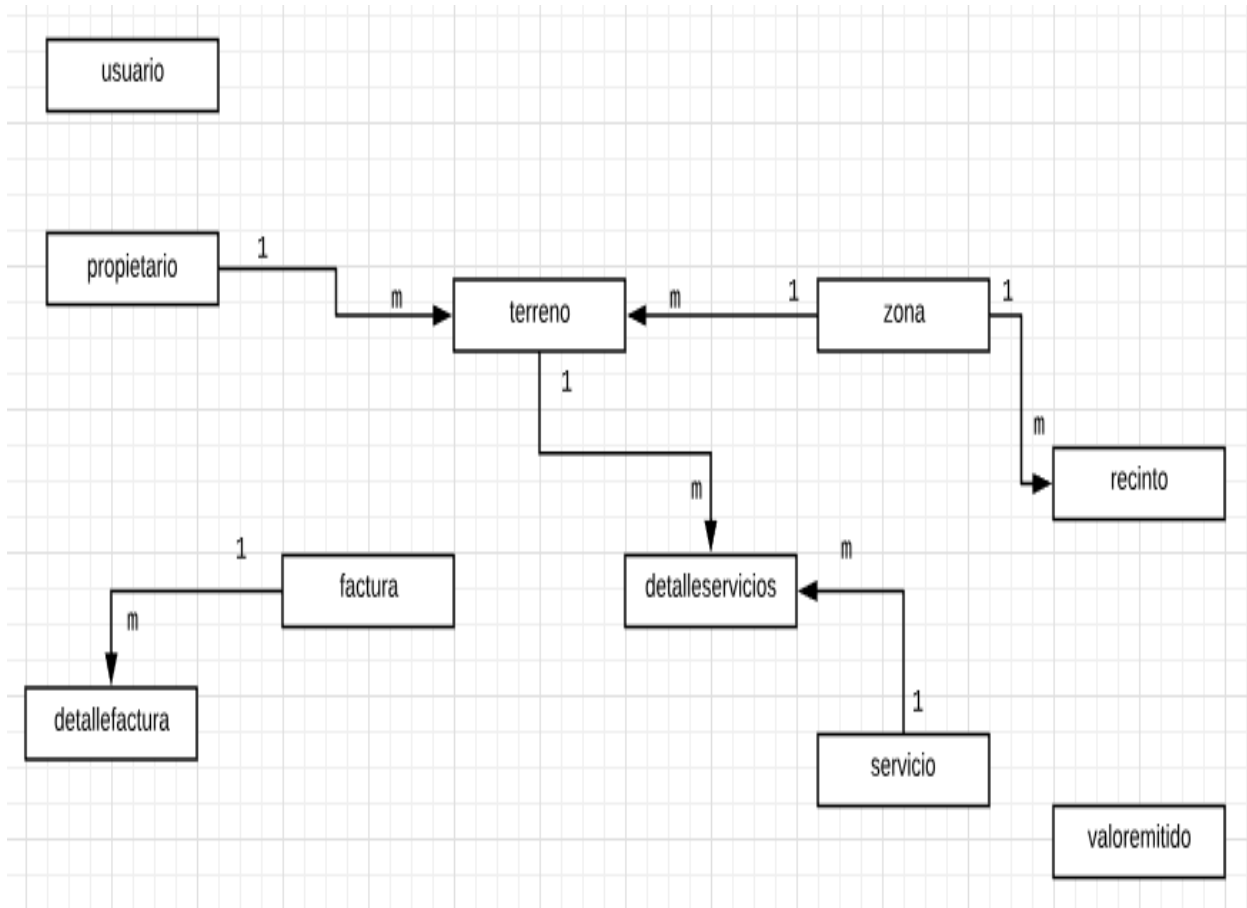 usuario
propietario
1
m
terreno
m
1
zona
1
1
m
recinto
m
1
factura
m
detalleservicios
m
detallefactura
1
servicio
valoremitido